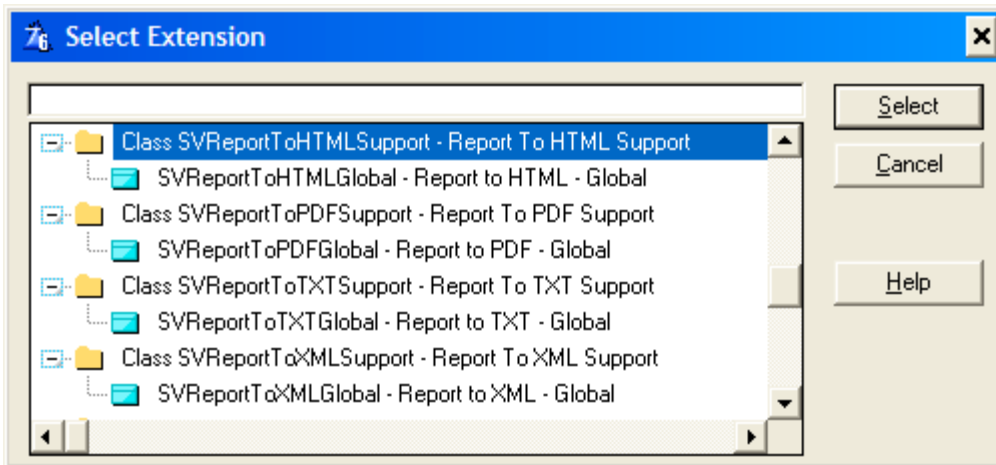 Select Extension
Select
Class SVReportToHTMLSupport - Report To HTML Support
SVReportToHTMLGlobal - Report to HTML - Global
Cancel
Class SVReportToPDFSupport - Report To PDF Support
SVReportToPDFGlobal - Report to PDF - Global
Class SVReportToTXTSupport - Report To TXT Support
Help
SVReportToTXTGlobal - Report to TXT - Global
Class SVReportToXMLSupport - Report To XML Support
SVReportToXMLGlobal - Report to XML - Global